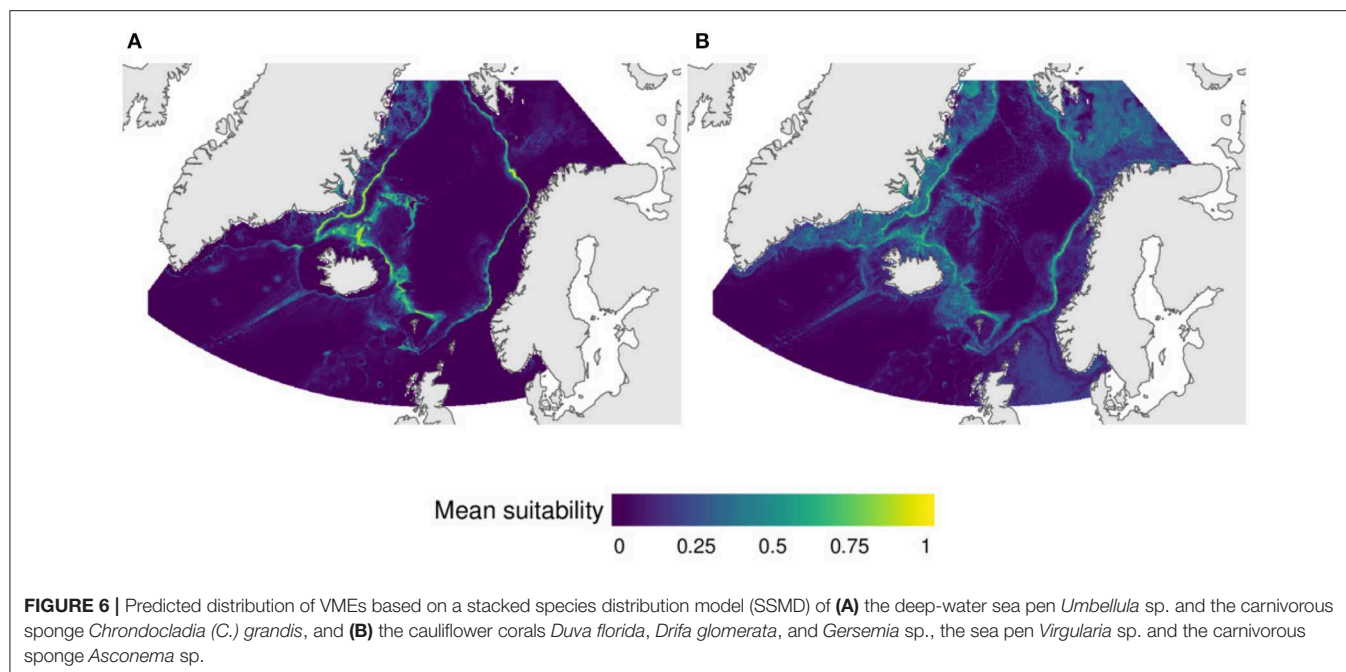 A
B
Mean suitability
0 0.25 0.5 0.75 1
FIGURE 6 | Predicted distribution of VMEs based on a stacked species distribution model (SSMD) of (A) the deep-water sea pen Umbellula sp. and the carnivorous
sponge Chrondocladia (C.) grandis, and (B) the cauliflower corals Duva florida, Drifa glomerata, and Gersemia sp., the sea pen Virgularia sp. and the carnivorous
sponge Asconema sp.